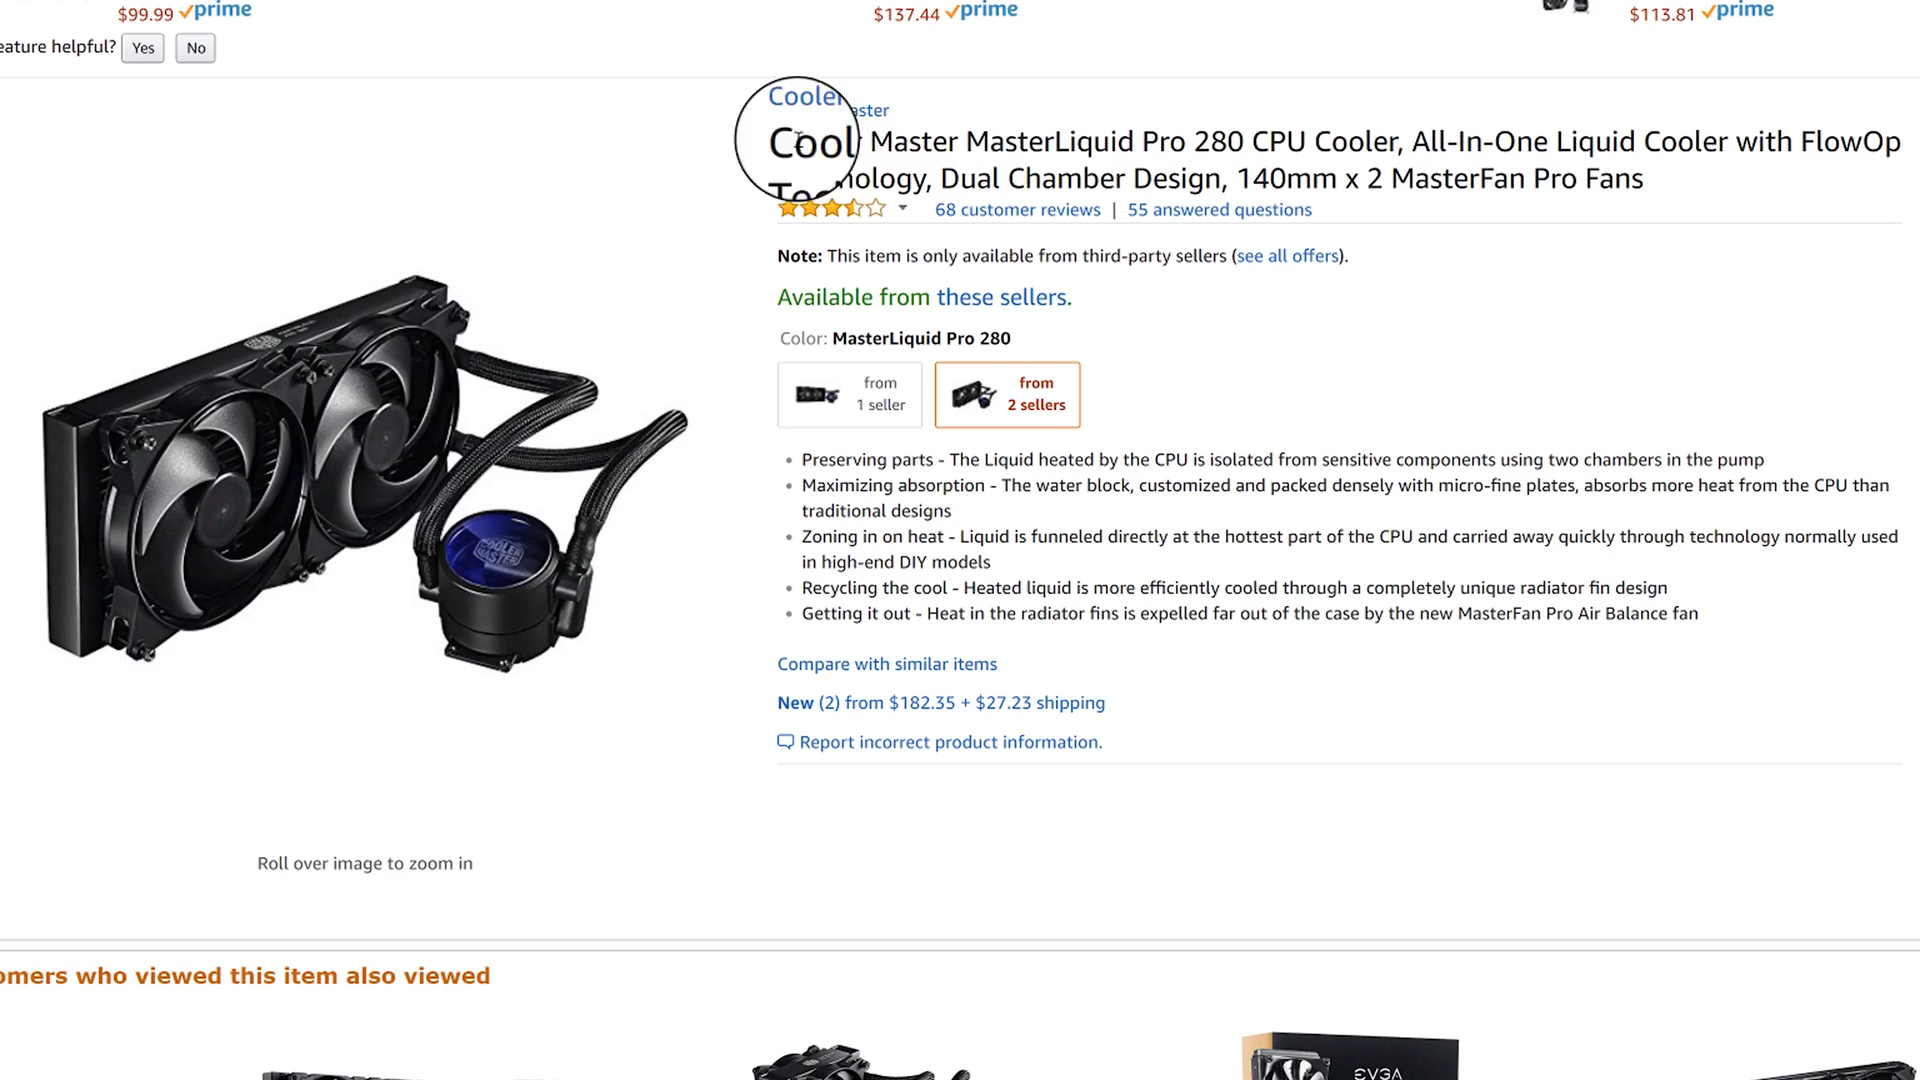 $99.99 prime
$137.44 prime
$113.81 prime
eature helpful? Yes No
Cooler Master
Cooler Master MasterLiquid Pro 280 CPU Cooler, All-In-One Liquid Cooler with FlowOp
Technology, Dual Chamber Design, 140mm x 2 MasterFan Pro Fans
68 customer reviews | 55 answered questions
Note: This item is only available from third-party sellers (see all offers).
Available from these sellers.
Color: MasterLiquid Pro 280
from
1 seller
from
2 sellers
Preserving parts - The Liquid heated by the CPU is isolated from sensitive components using two chambers in the pump
Maximizing absorption - The water block, customized and packed densely with micro-fine plates, absorbs more heat from the CPU than
traditional designs
Zoning in on heat - Liquid is funneled directly at the hottest part of the CPU and carried away quickly through technology normally used
in high-end DIY models
Recycling the cool - Heated liquid is more efficiently cooled through a completely unique radiator fin design
Getting it out - Heat in the radiator fins is expelled far out of the case by the new MasterFan Pro Air Balance fan
Compare with similar items
New (2) from $182.35 + $27.23 shipping
Report incorrect product information.
COOLER
MASTER
Roll over image to zoom in
omers who viewed this item also viewed
EVGA